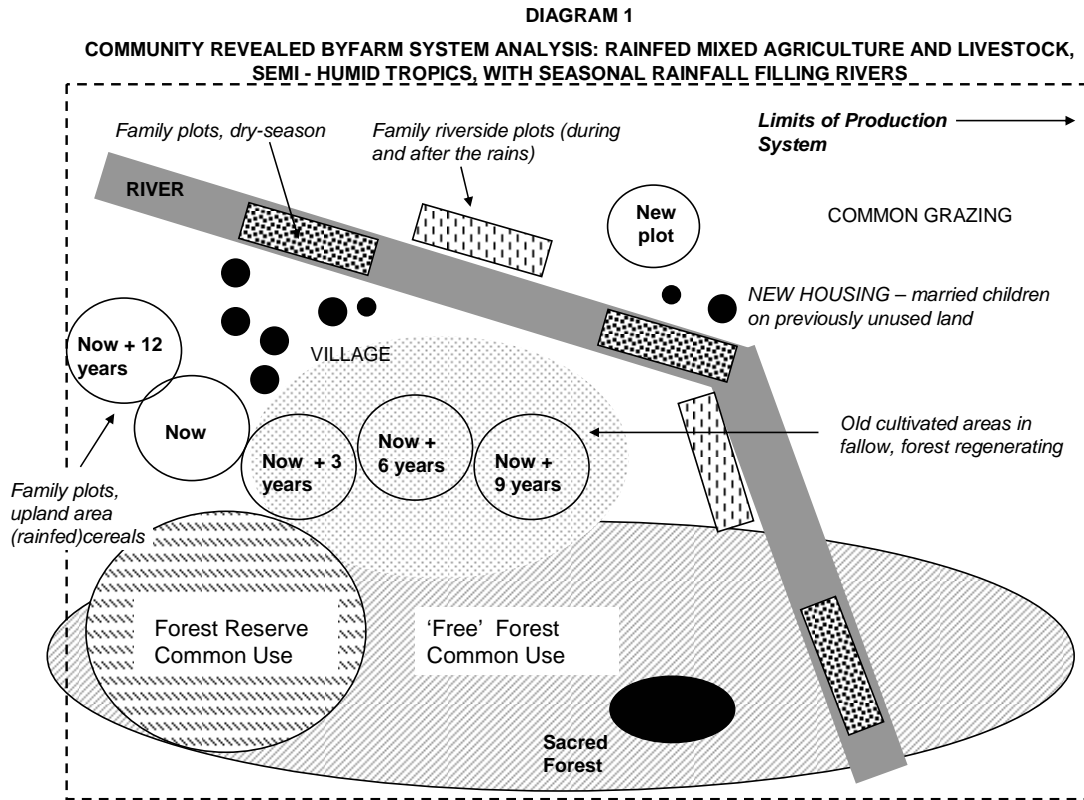 DIAGRAM 1
COMMUNITY REVEALED BYFARM SYSTEM ANALYSIS: RAINFED MIXED AGRICULTURE AND LIVESTOCK,
SEMI - HUMID TROPICS, WITH SEASONAL RAINFALL FILLING RIVERS
Family plots, dry-season
Family riverside plots (during
and after the rains)
Limits of Production
System
RIVER
New
plot
COMMON GRAZING
NEW HOUSING – married children
on previously unused land
VILLAGE
Now + 12
years
Now
Now + 3
years
Now +
6 years
Now +
9 years
Old cultivated areas in
fallow, forest regenerating
Family plots,
upland area
(rainfed)cereals
Forest Reserve
Common Use
‘Free’ Forest
Common Use
Sacred
Forest